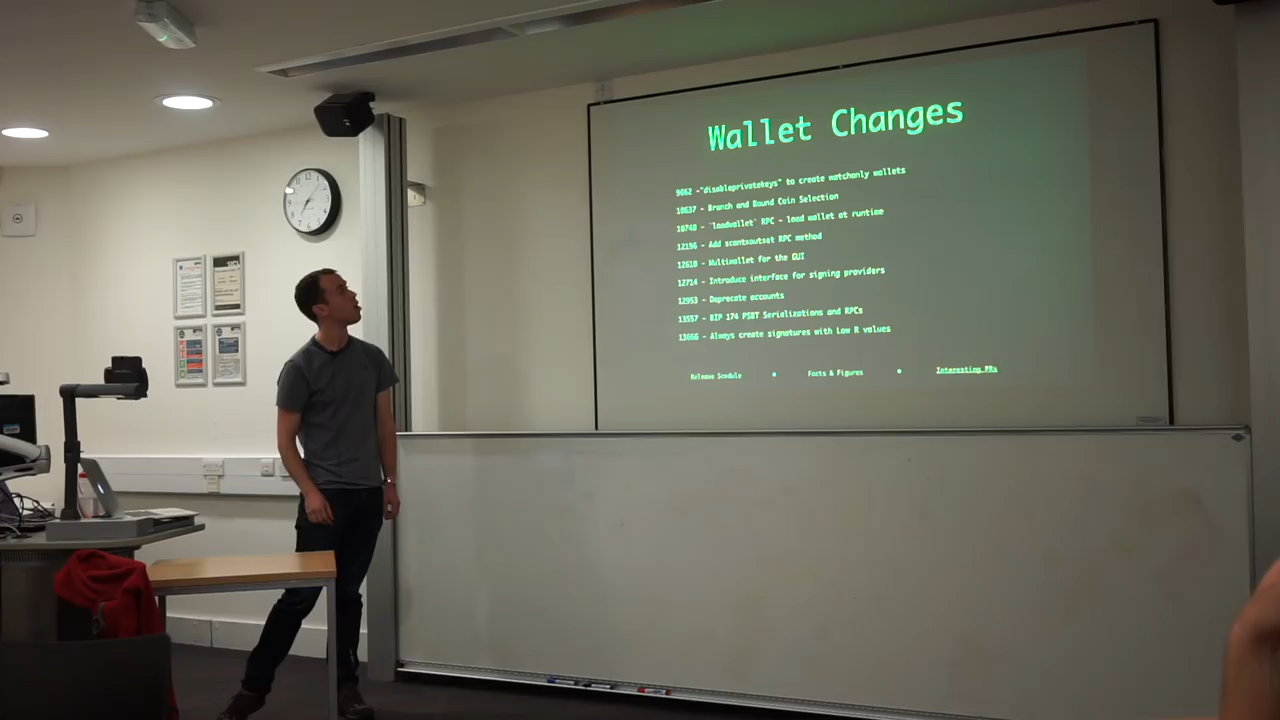 Wallet Changes
9662 -"disableprivatekeys" to create watchonly wallets
10637 - Branch and Bound Coin Selection
10740 - `loadwallet` RPC - load wallet at runtime
12196 - Add scantxoutset RPC method
12610 - Multiwallet for the GUI
12714 - Introduce interface for signing providers
12953 - Deprecate accounts
13557 - BIP 174 PSBT Serializations and RPCs
13666 - Always create signatures with Low R values
Release Schdule • Facts & Figures • Interesting PRs